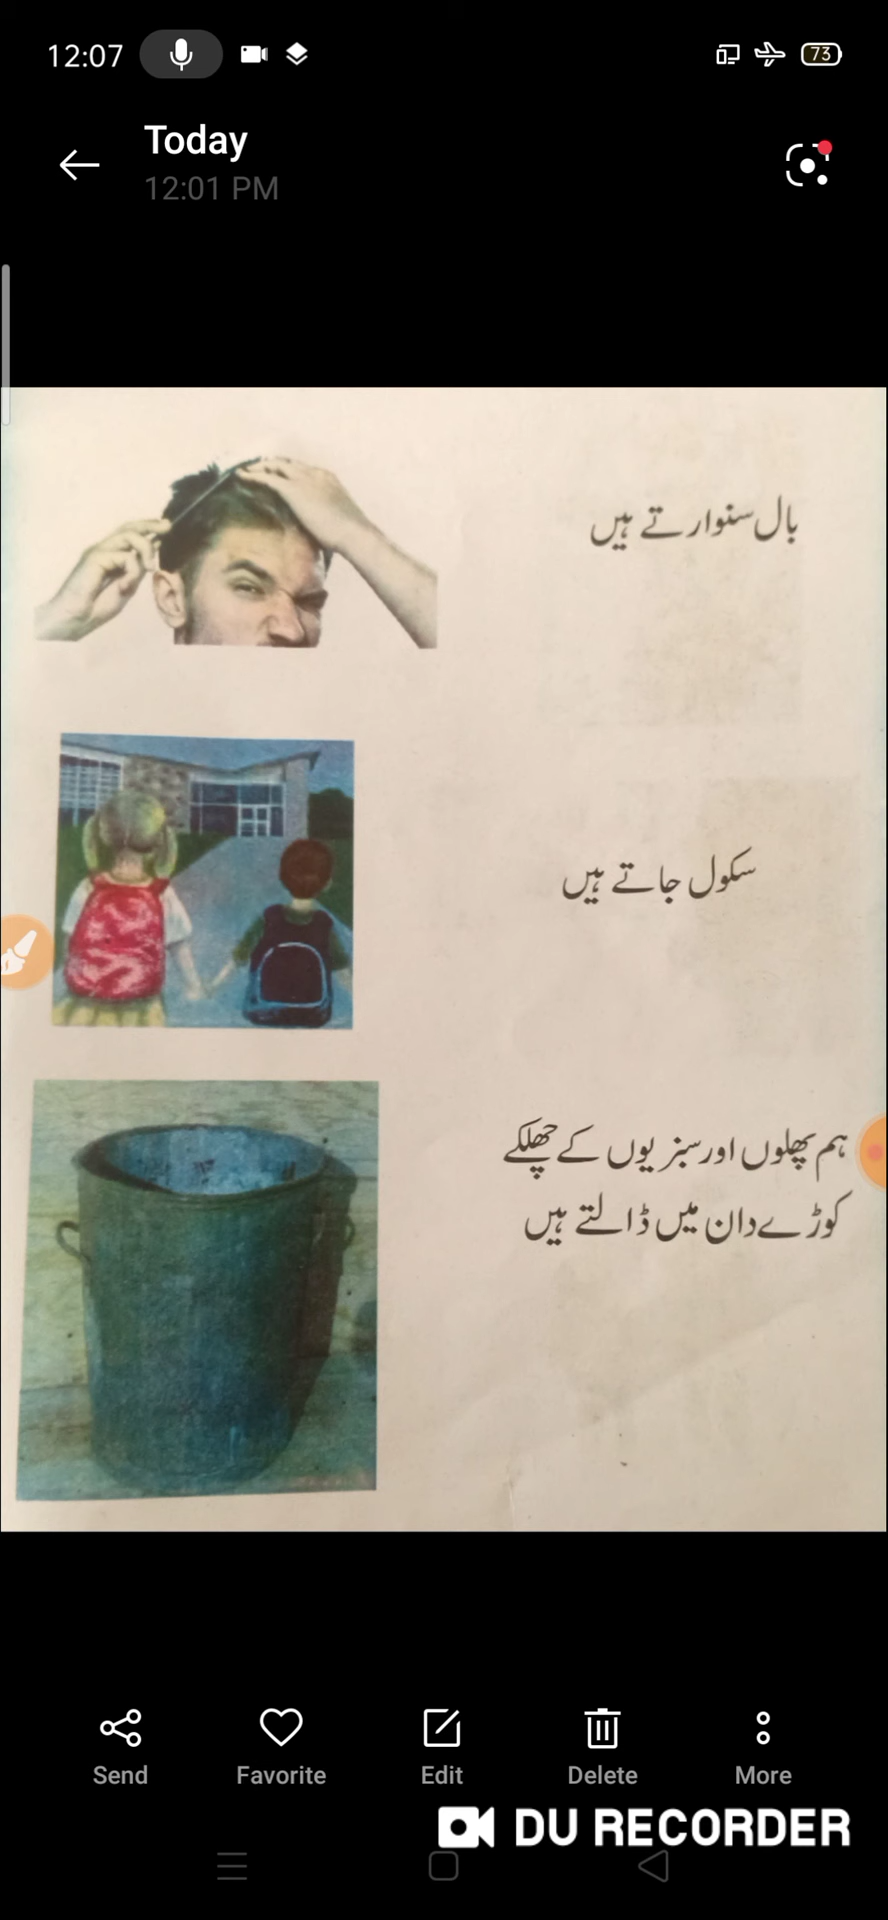 12:07
73
Today
12:01 PM
بال سنوارتے ہیں
سکول جاتے ہیں
ہم پھلوں اور سبزیوں کے چھلکے
کوڑے دان میں ڈالتے ہیں
Send Favorite Edit Delete More
DU RECORDER